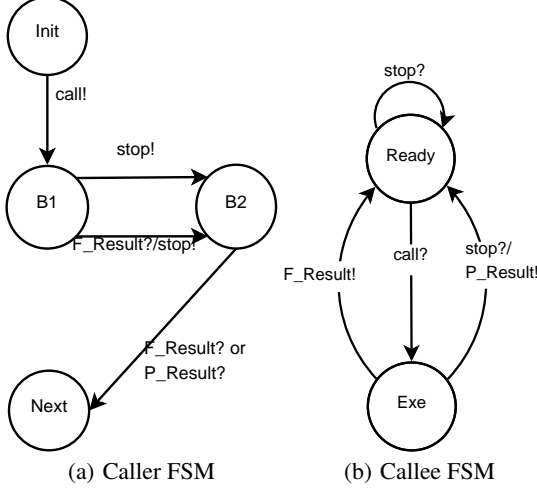 Init
call!
B1
stop!
B2
F_Result?/stop!
F_Result? or
P_Result?
Next
(a) Caller FSM
stop?
Ready
call?
F_Result!
stop?/
P_Result!
Exe
(b) Callee FSM